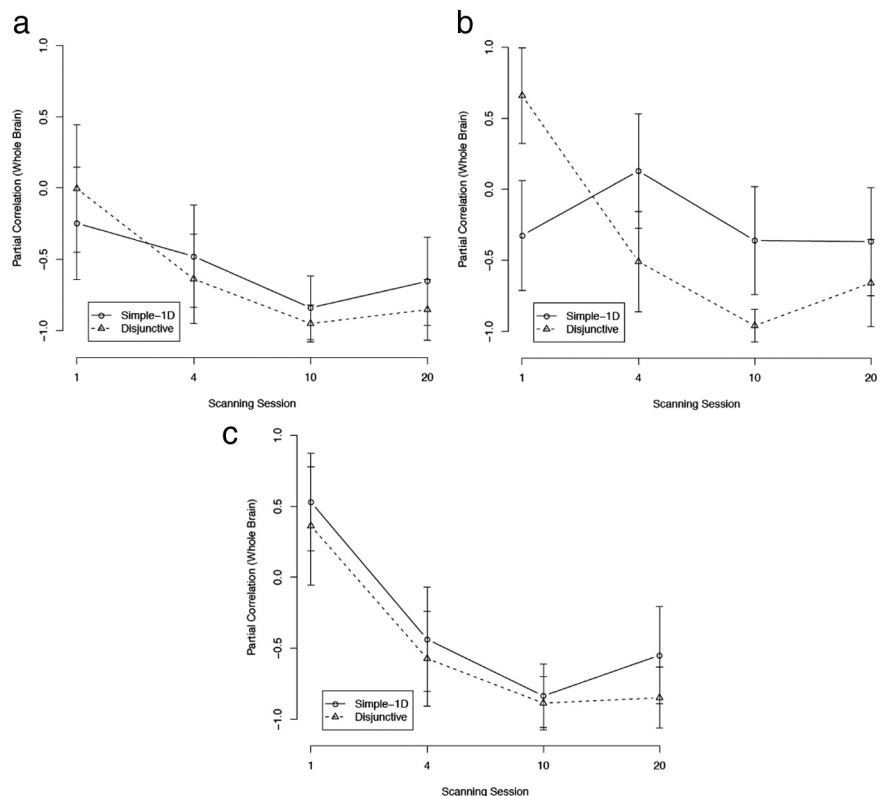 a
Partial Correlation (Whole Brain)
1.0
0.5
0.0
−0.5
−1.0
Simple−1D
Disjunctive
1 4 10 20
Scanning Session
b
Partial Correlation (Whole Brain)
1.0
0.5
0.0
−0.5
−1.0
Simple−1D
Disjunctive
1 4 10 20
Scanning Session
c
Partial Correlation (Whole Brain)
1.0
0.5
0.0
−0.5
−1.0
Simple−1D
Disjunctive
1 4 10 20
Scanning Session